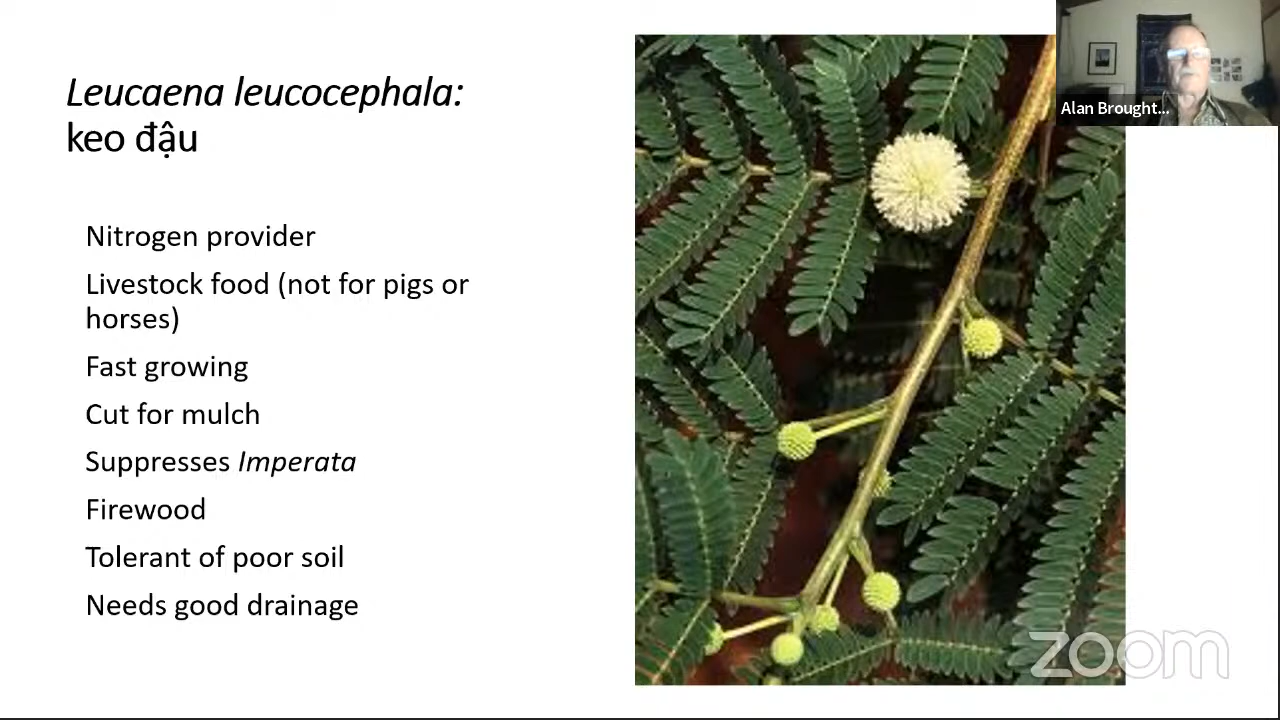 Leucaena leucocephala:
keo đậu
Nitrogen provider
Livestock food (not for pigs or
horses)
Fast growing
Cut for mulch
Suppresses Imperata
Firewood
Tolerant of poor soil
Needs good drainage
Alan Brought...
zoom